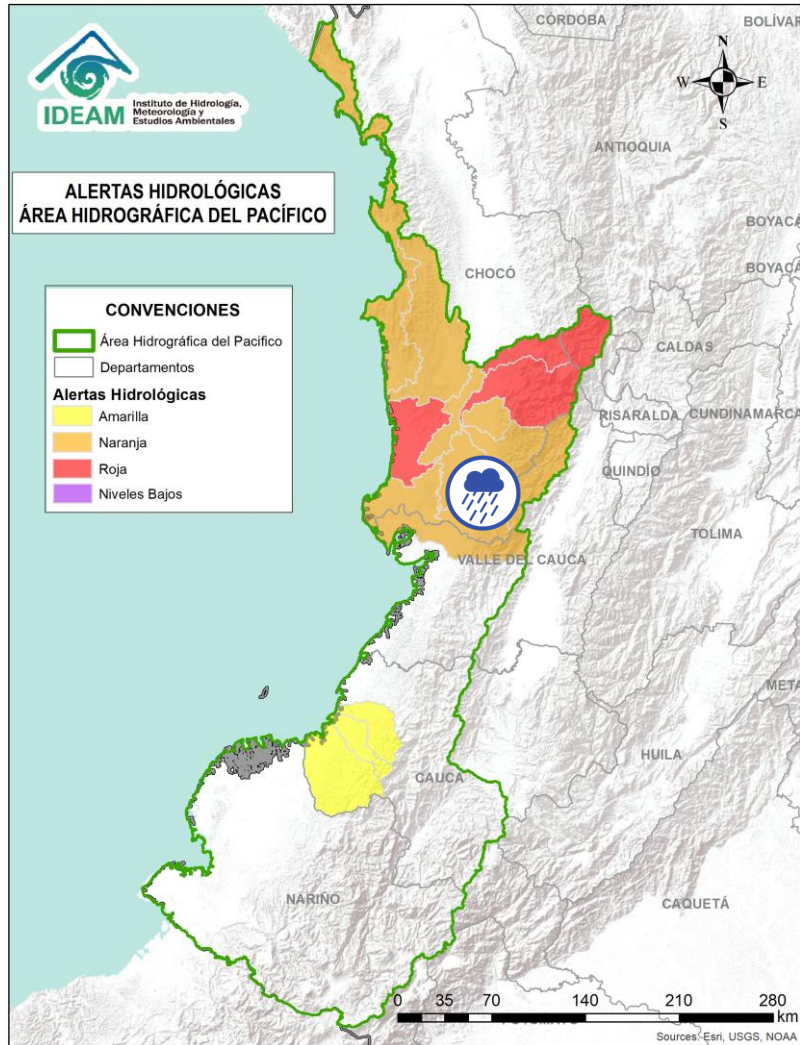 CÓRDOBA
BOLÍVAR
IDEAM
Instituto de Hidrología,
Meteorología y
Estudios Ambientales
N
W
E
S
ANTIOQUIA
ALERTAS HIDROLÓGICAS
ÁREA HIDROGRÁFICA DEL PACÍFICO
BOYACÁ
BOYACÁ
CHOCÓ
CONVENCIONES
Área Hidrográfica del Pacifico
Departamentos
Alertas Hidrológicas
Amarilla
Naranja
Roja
Niveles Bajos
CALDAS
RISARALDA
CUNDINAMARCA
QUINDÍO
TOLIMA
VALLE DEL CAUCA
META
HUILA
CAUCA
NARIÑO
CAQUETÁ
0 35 70 140 210 280
km
Sources: Esri, USGS, NOAA